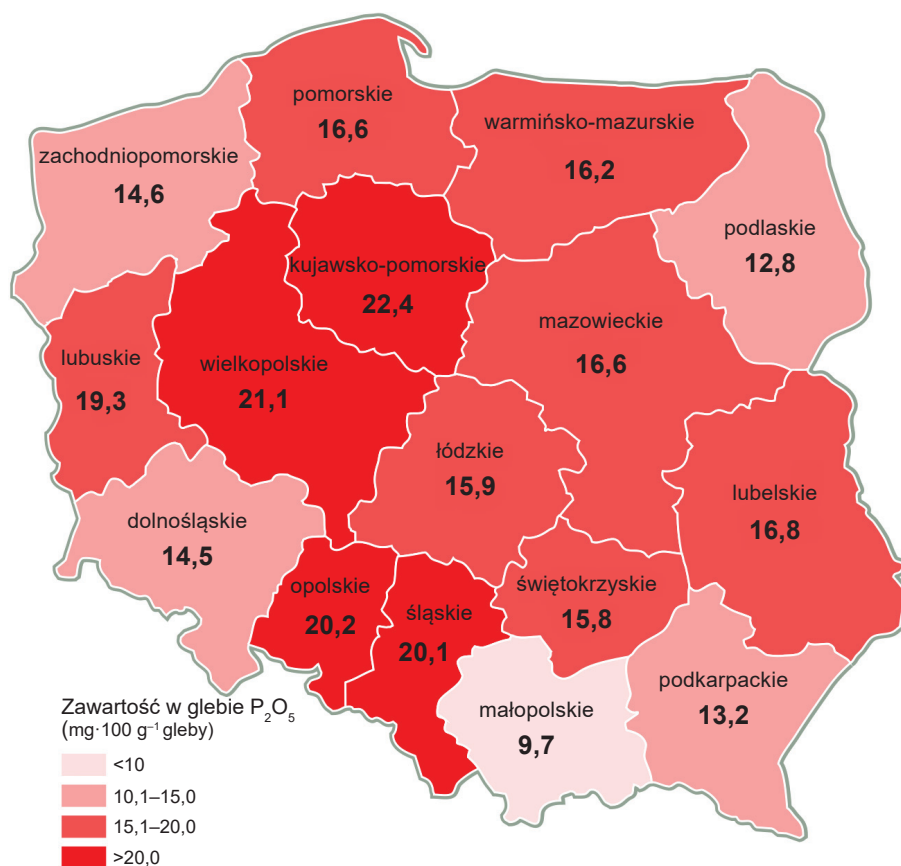 pomorskie
16,6
warmińsko-mazurskie
16,2
zachodniopomorskie
14,6
podlaskie
12,8
kujawsko-pomorskie
22,4
mazowieckie
16,6
lubuskie
19,3
wielkopolskie
21,1
łódzkie
15,9
lubelskie
16,8
dolnośląskie
14,5
opolskie
20,2
śląskie
20,1
świętokrzyskie
15,8
małopolskie
9,7
podkarpackie
13,2
Zawartość w glebie P₂O₅
(mg·100 g⁻¹ gleby)
<10
10,1–15,0
15,1–20,0
>20,0